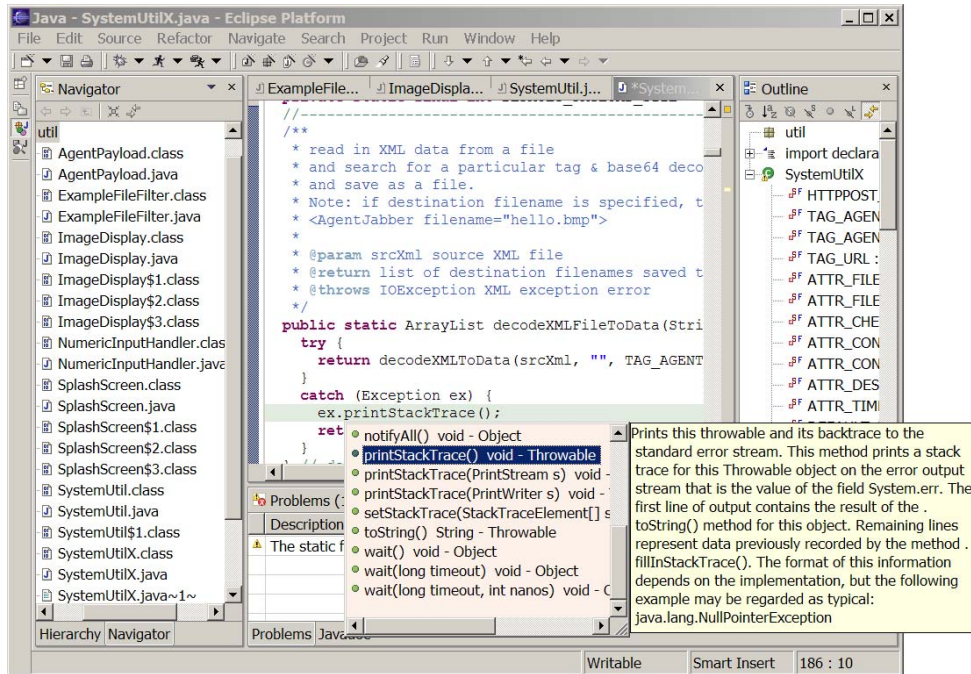 Java - SystemUtilX.java - Eclipse Platform
File Edit Source Refactor Navigate Search Project Run Window Help
Navigator
util
AgentPayload.class
AgentPayload.java
ExampleFileFilter.class
ExampleFileFilter.java
ImageDisplay.class
ImageDisplay.java
ImageDisplay$1.class
ImageDisplay$2.class
ImageDisplay$3.class
NumericInputHandler.clas
NumericInputHandler.java
SplashScreen.class
SplashScreen.java
SplashScreen$1.class
SplashScreen$2.class
SplashScreen$3.class
SystemUtil.class
SystemUtil.java
SystemUtil$1.class
SystemUtilX.class
SystemUtilX.java
SystemUtilX.java~1~
Hierarchy Navigator
ExampleFile... ImageDispla... SystemUtil.j... *System...
//----------------------------------------------------
/**
* read in XML data from a file
* and search for a particular tag & base64 deco
* and save as a file.
* Note: if destination filename is specified, t
* <AgentJabber filename="hello.bmp">
*
* @param srcXml source XML file
* @return list of destination filenames saved t
* @throws IOException XML exception error
*/
public static ArrayList decodeXMLFileToData(Stri
try {
return decodeXMLToData(srcXml, "", TAG_AGENT
}
catch (Exception ex) {
ex.printStackTrace();
ret
}
notifyAll() void - Object
printStackTrace() void - Throwable
printStackTrace(PrintStream s) void -
printStackTrace(PrintWriter s) void -
setStackTrace(StackTraceElement[] s
toString() String - Throwable
wait() void - Object
wait(long timeout) void - Object
wait(long timeout, int nanos) void - O
Prints this throwable and its backtrace to the
standard error stream. This method prints a stack
trace for this Throwable object on the error output
stream that is the value of the field System.err. The
first line of output contains the result of the .
toString() method for this object. Remaining lines
represent data previously recorded by the method .
fillInStackTrace(). The format of this information
depends on the implementation, but the following
example may be regarded as typical:
java.lang.NullPointerException
Problems (1
Description
The static f
Problems Javadoc
Outline
util
import declara
SystemUtilX
HTTPPOST_
TAG_AGEN
TAG_AGEN
TAG_URL :
ATTR_FILE
ATTR_FILE
ATTR_CHE
ATTR_CON
ATTR_CON
ATTR_DES
ATTR_TIMI
Writable Smart Insert 186 : 10